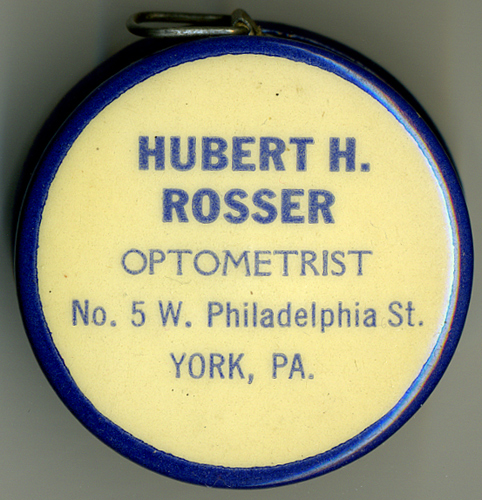 HUBERT H.
ROSSER
OPTOMETRIST
No. 5 W. Philadelphia St.
YORK, PA.